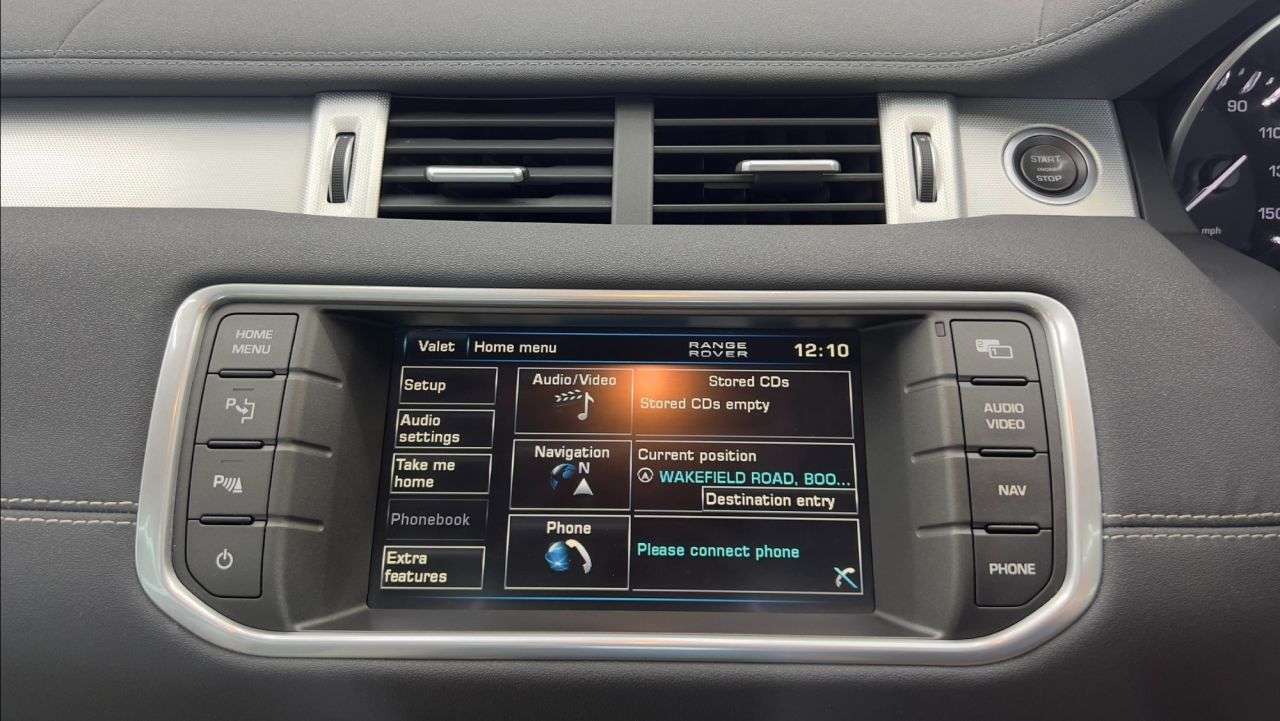 90
110
150
mph
START
STOP
HOME
MENU
P
P
Valet
Home menu
RANGE
ROVER
12:10
Setup
Audio
settings
Take me
home
Phonebook
Extra
features
Audio/Video
Stored CDs
Stored CDs empty
Navigation
N
Current position
WAKEFIELD ROAD, BOO...
Destination entry
Phone
Please connect phone
AUDIO
VIDEO
NAV
PHONE